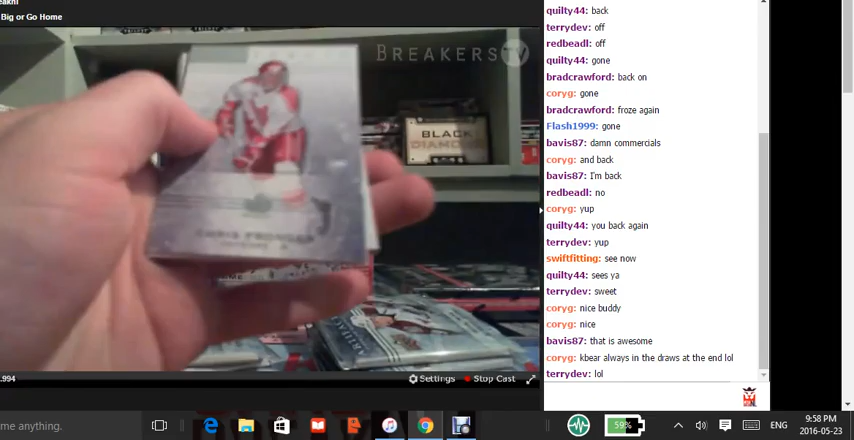 Big or Go Home
BREAKERS TV
BLACK
DIAMOND
CHRIS PRONGER
.994
Settings
Stop Cast
quilty44: back
terrydev: off
redbeadl: off
quilty44: gone
bradcrawford: back on
coryg: gone
bradcrawford: froze again
Flash1999: gone
bavis87: damn commercials
coryg: and back
bavis87: I'm back
redbeadl: no
coryg: yup
quilty44: you back again
terrydev: yup
swiftfitting: see now
quilty44: sees ya
terrydev: sweet
coryg: nice buddy
coryg: nice
bavis87: that is awesome
coryg: kbear always in the draws at the end lol
terrydev: lol
me anything.
59%
ENG
9:58 PM
2016-05-23